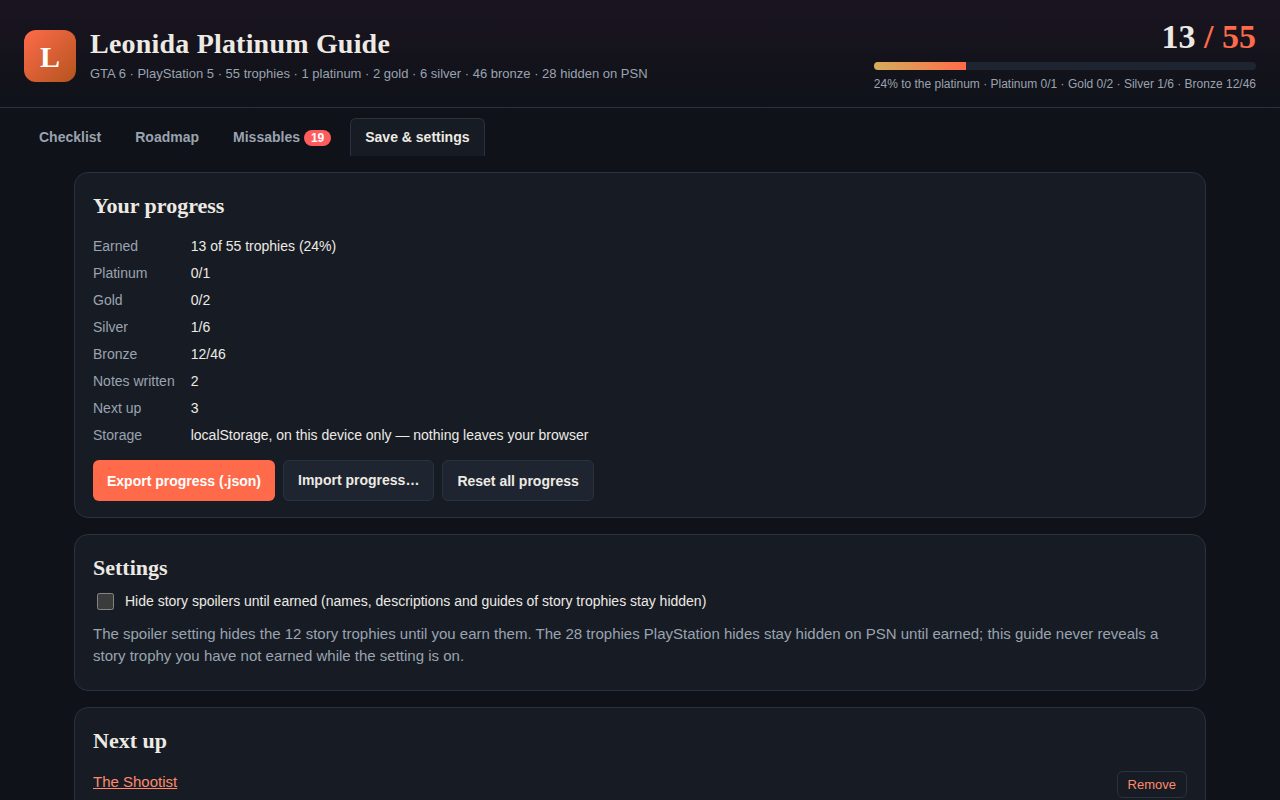 L
Leonida Platinum Guide
GTA 6 · PlayStation 5 · 55 trophies · 1 platinum · 2 gold · 6 silver · 46 bronze · 28 hidden on PSN
13 / 55
24% to the platinum · Platinum 0/1 · Gold 0/2 · Silver 1/6 · Bronze 12/46
Checklist Roadmap Missables 19 Save & settings
Your progress
Earned 13 of 55 trophies (24%)
Platinum 0/1
Gold 0/2
Silver 1/6
Bronze 12/46
Notes written 2
Next up 3
Storage localStorage, on this device only — nothing leaves your browser
Export progress (.json) Import progress… Reset all progress
Settings
Hide story spoilers until earned (names, descriptions and guides of story trophies stay hidden)
The spoiler setting hides the 12 story trophies until you earn them. The 28 trophies PlayStation hides stay hidden on PSN until earned; this guide never reveals a
story trophy you have not earned while the setting is on.
Next up
The Shootist Remove